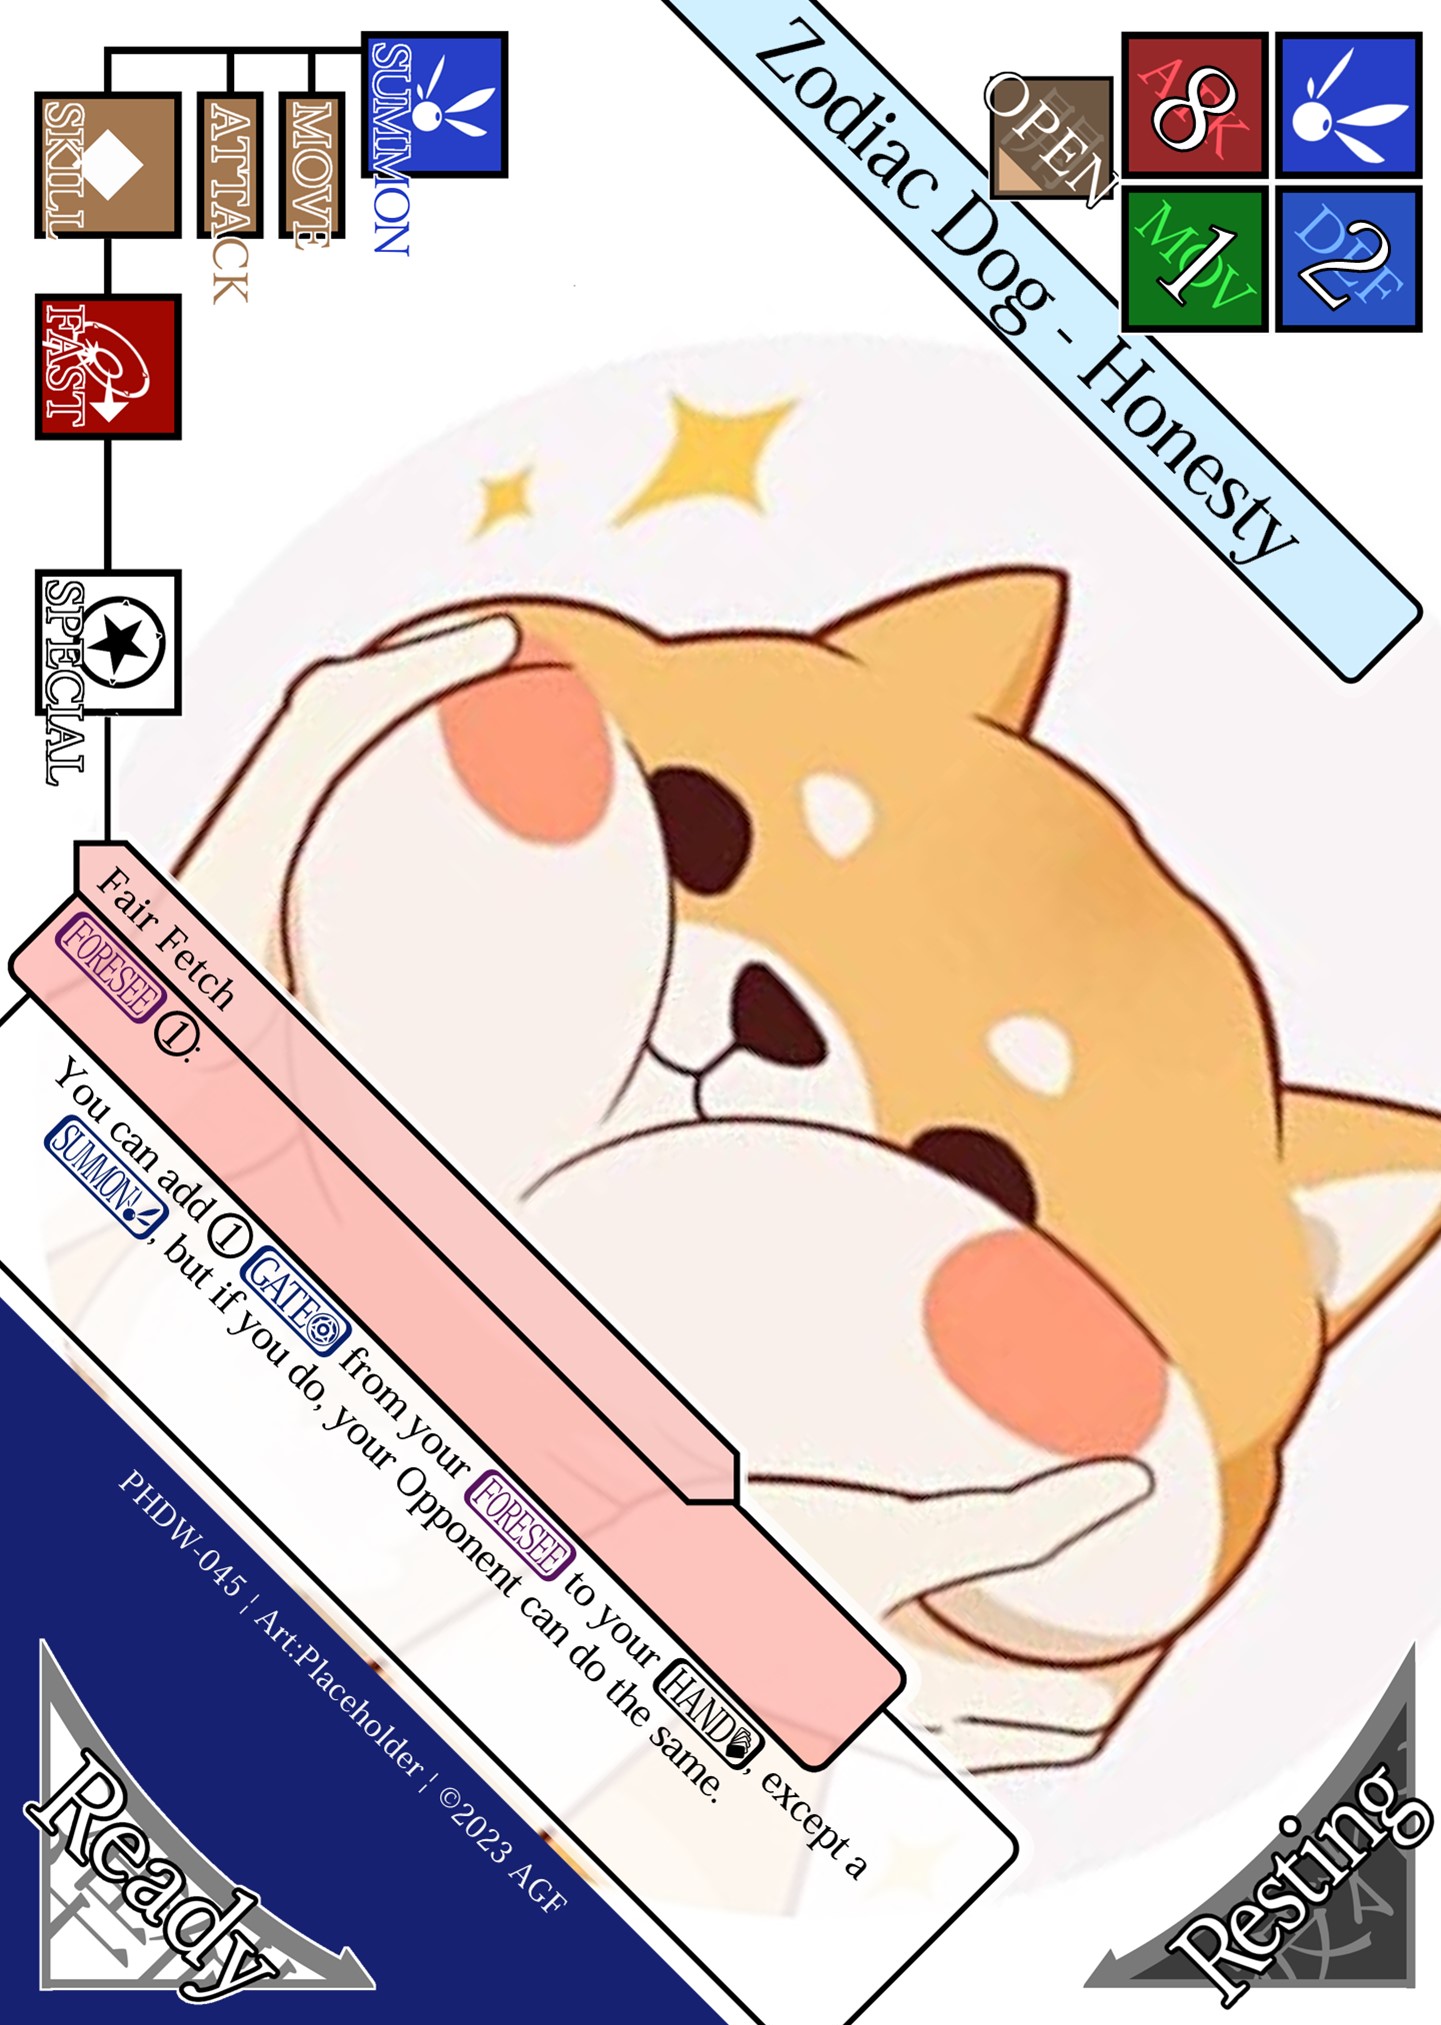 SUMMON
MOVE
ATTACK
SKILL
FAST
SPECIAL
Zodiac Dog - Honesty
OPEN
ATK
8
MOV
1
DEF
2
Fair Fetch
FORESEE ①:
You can add ① GATE from your FORESEE to your HAND, except a
SUMMON, but if you do, your Opponent can do the same.
PHDW-045 ¦ Art:Placeholder ¦ ©2023 AGF
Ready
Resting